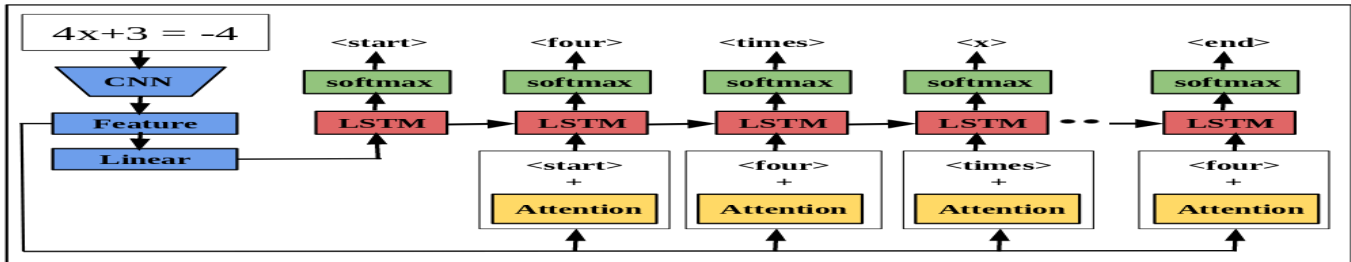 4x+3 = -4
<start> <four> <times> <x> <end>
CNN softmax softmax softmax softmax softmax
Feature LSTM LSTM LSTM LSTM LSTM
Linear
<start> <four> <times> <four>
+ + + +
Attention Attention Attention Attention